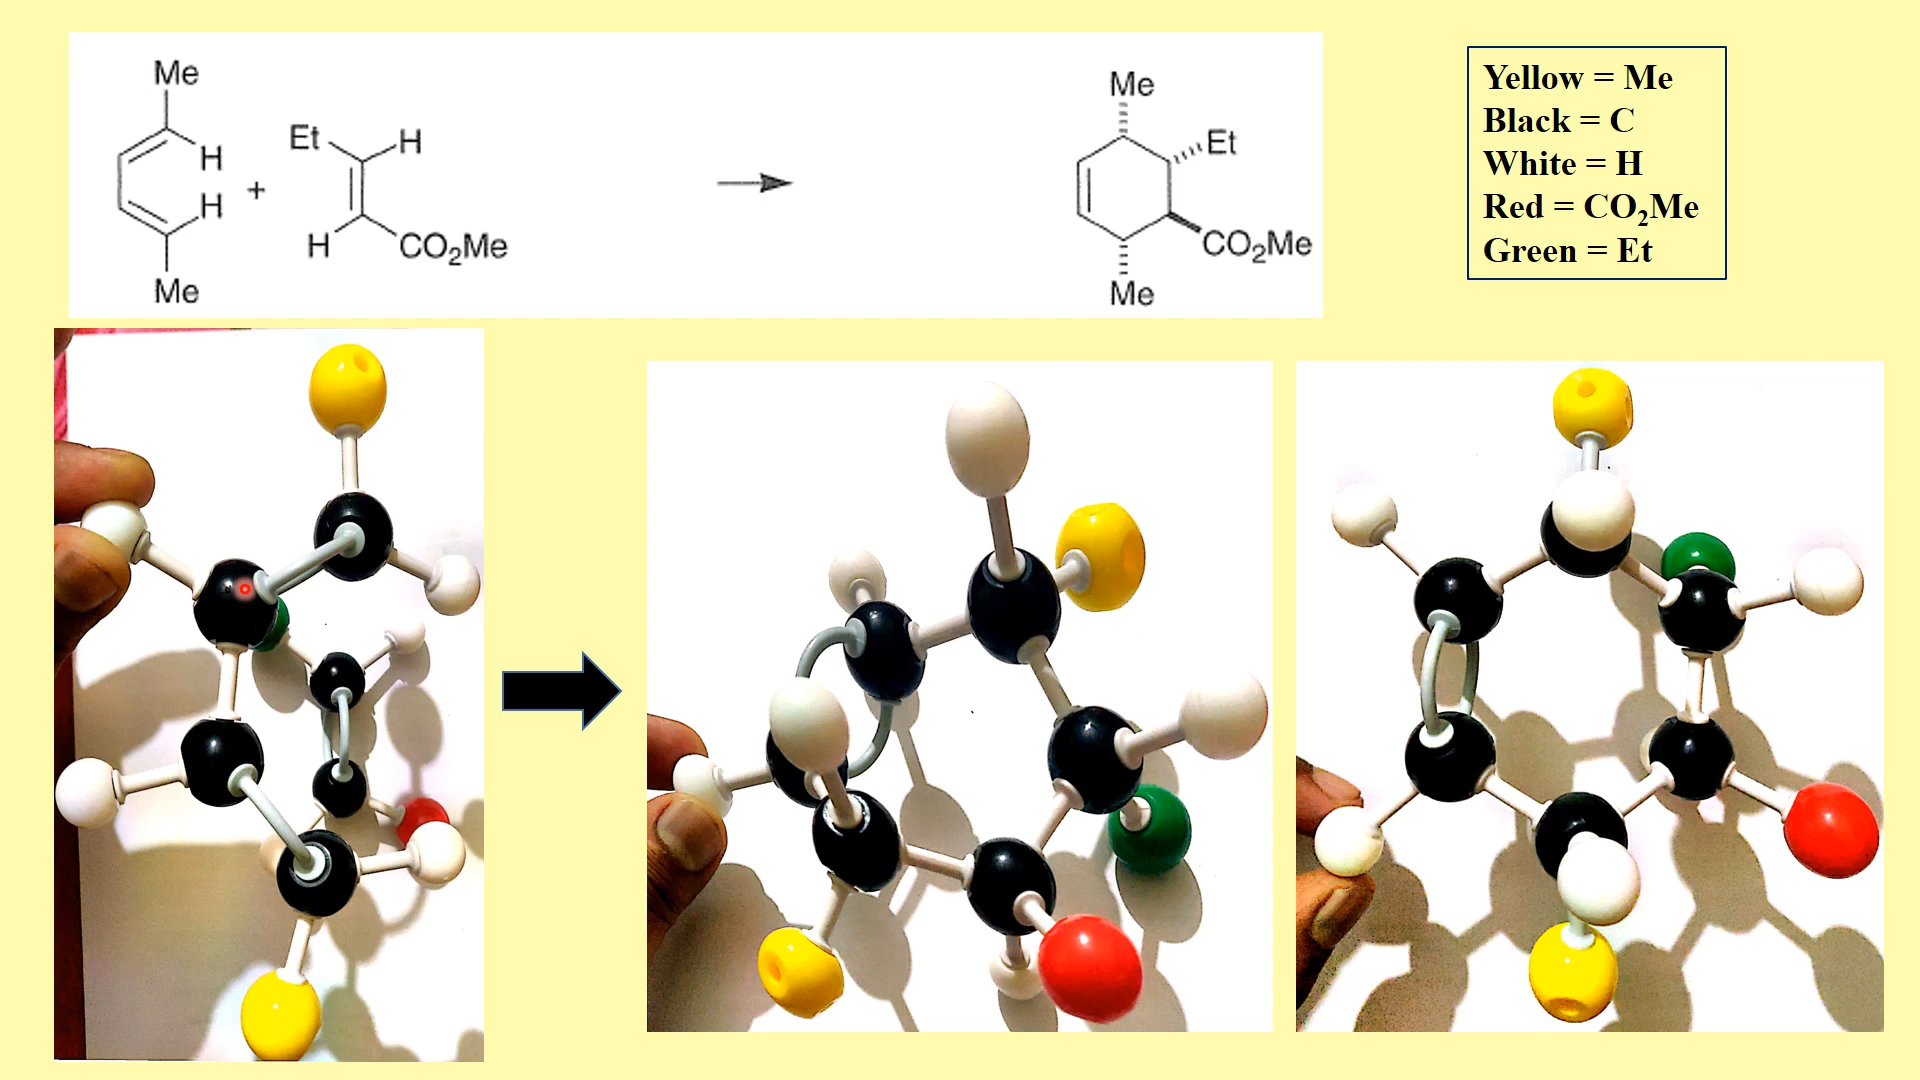 Me
H
H
Me
+
Et
H
H
CO₂Me
Me
Et
CO₂Me
Me
Yellow = Me
Black = C
White = H
Red = CO₂Me
Green = Et